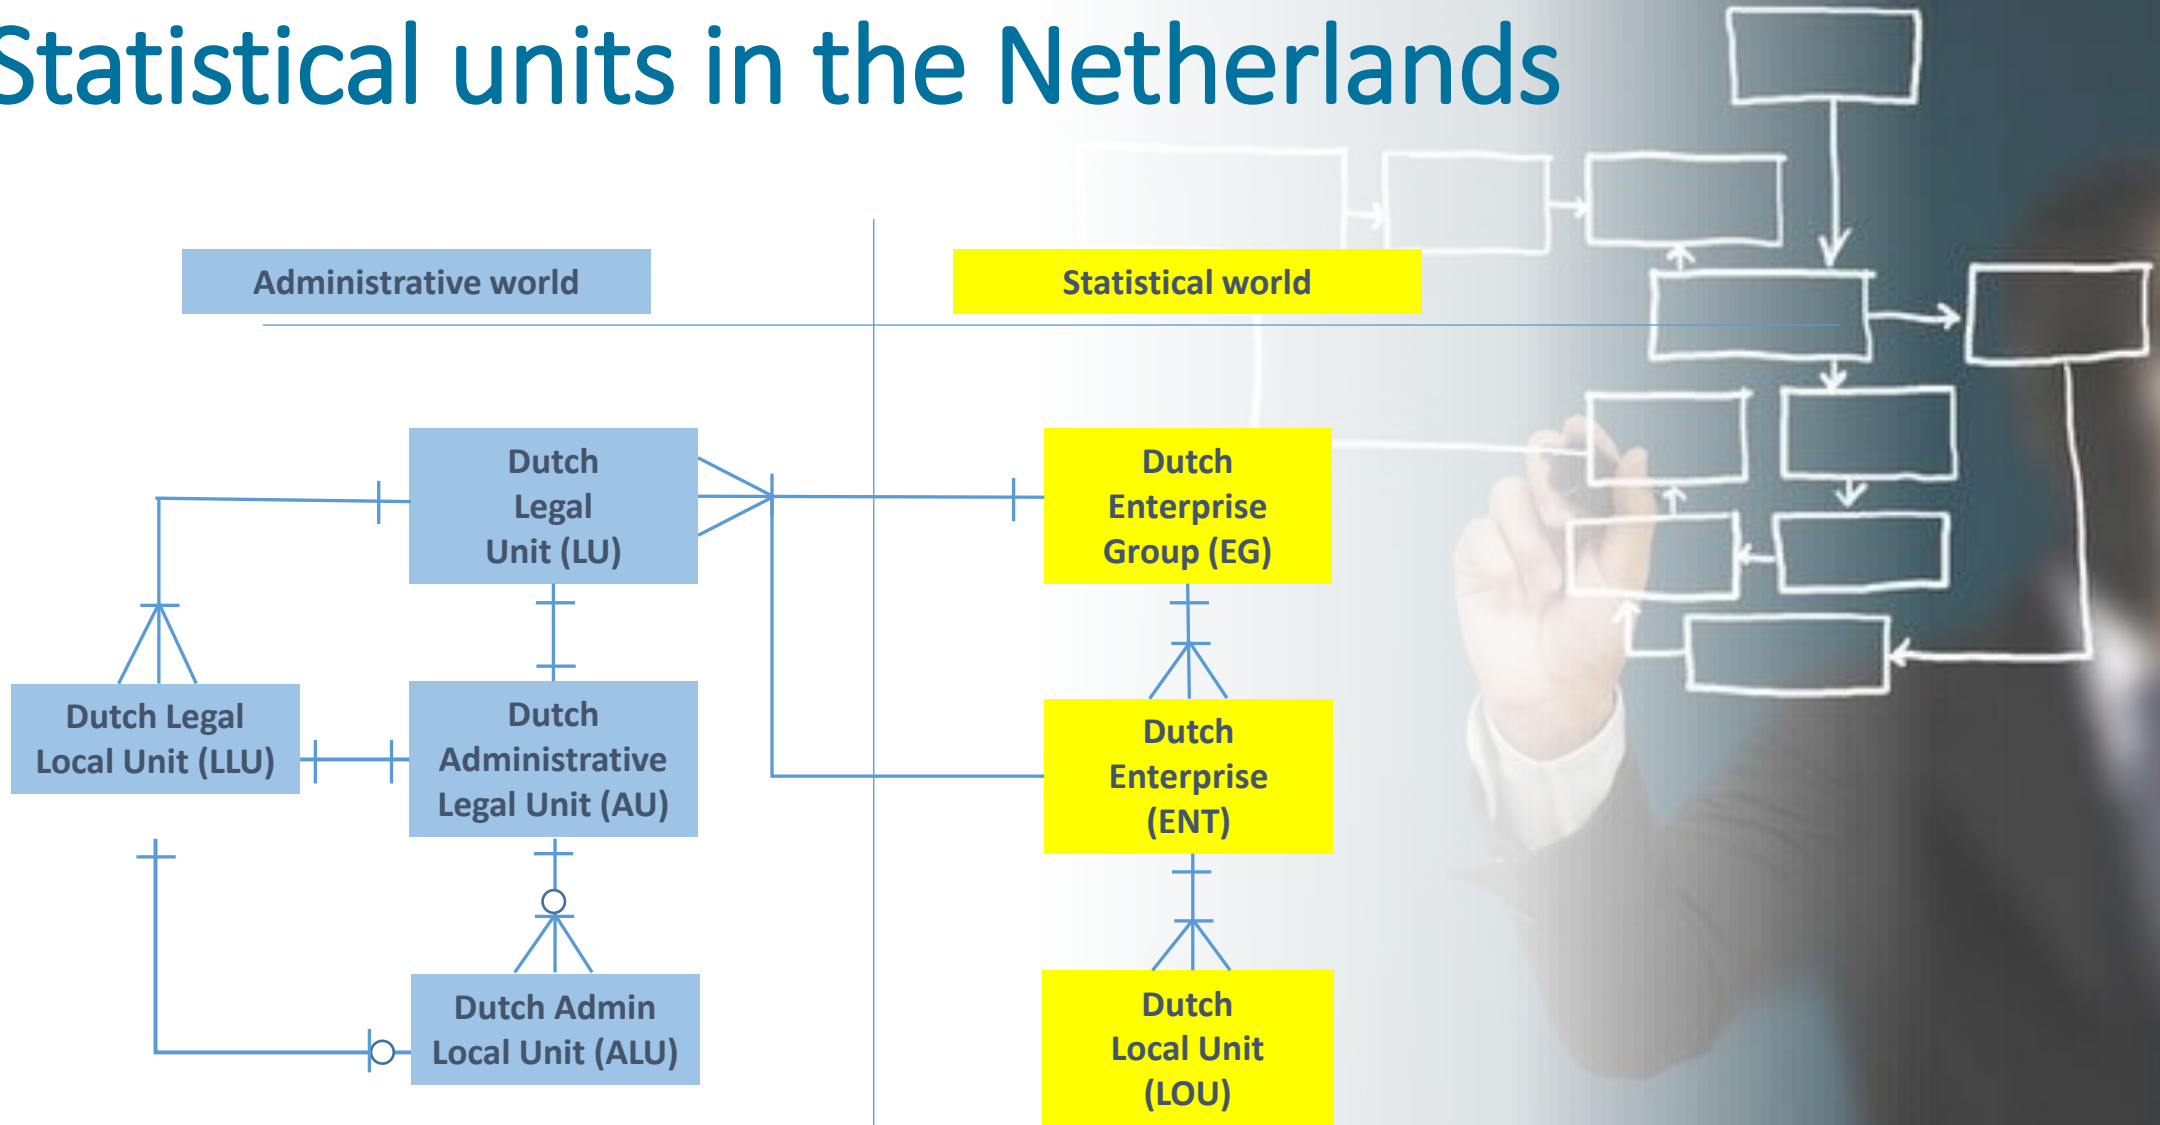 Statistical units in the Netherlands
Administrative world
Statistical world
Dutch
Legal
Unit (LU)
Dutch
Enterprise
Group (EG)
Dutch Legal
Local Unit (LLU)
Dutch
Administrative
Legal Unit (AU)
Dutch
Enterprise
(ENT)
Dutch Admin
Local Unit (ALU)
Dutch
Local Unit
(LOU)